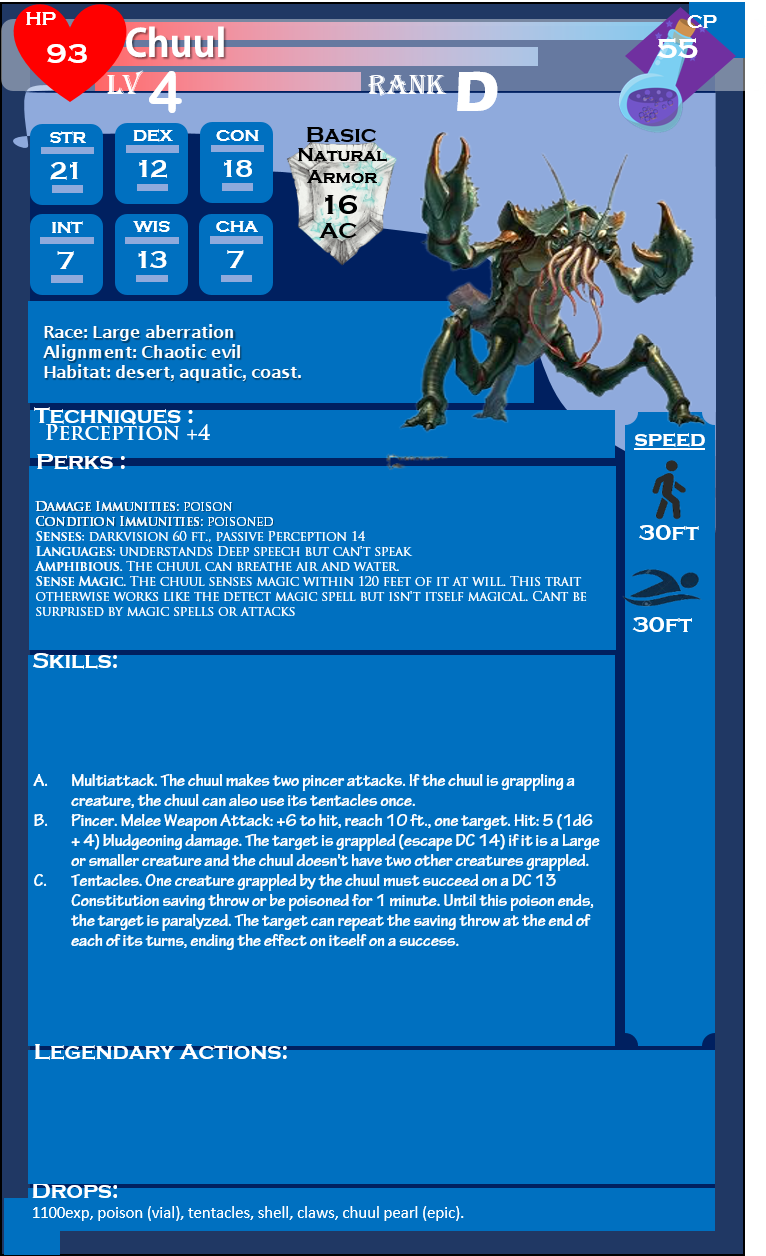 HP
93
Chuul
CP
55
LV 4
RANK D
STR
21
DEX
12
CON
18
INT
7
WIS
13
CHA
7
Basic
Natural
Armor
16
AC
Race: Large aberration
Alignment: Chaotic evil
Habitat: desert, aquatic, coast.
Techniques :
Perception +4
SPEED
30FT
30FT
Perks :
Damage Immunities: poison
Condition Immunities: poisoned
Senses: darkvision 60 ft., passive Perception 14
Languages: understands Deep speech but can't speak
Amphibious. The chuul can breathe air and water.
Sense Magic. The chuul senses magic within 120 feet of it at will. This trait
otherwise works like the detect magic spell but isn't itself magical. Cant be
surprised by magic spells or attacks
Skills:
A. Multiattack. The chuul makes two pincer attacks. If the chuul is grappling a
creature, the chuul can also use its tentacles once.
B. Pincer. Melee Weapon Attack: +6 to hit, reach 10 ft., one target. Hit: 5 (1d6
+ 4) bludgeoning damage. The target is grappled (escape DC 14) if it is a Large
or smaller creature and the chuul doesn't have two other creatures grappled.
C. Tentacles. One creature grappled by the chuul must succeed on a DC 13
Constitution saving throw or be poisoned for 1 minute. Until this poison ends,
the target is paralyzed. The target can repeat the saving throw at the end of
each of its turns, ending the effect on itself on a success.
Legendary Actions:
Drops:
1100exp, poison (vial), tentacles, shell, claws, chuul pearl (epic).